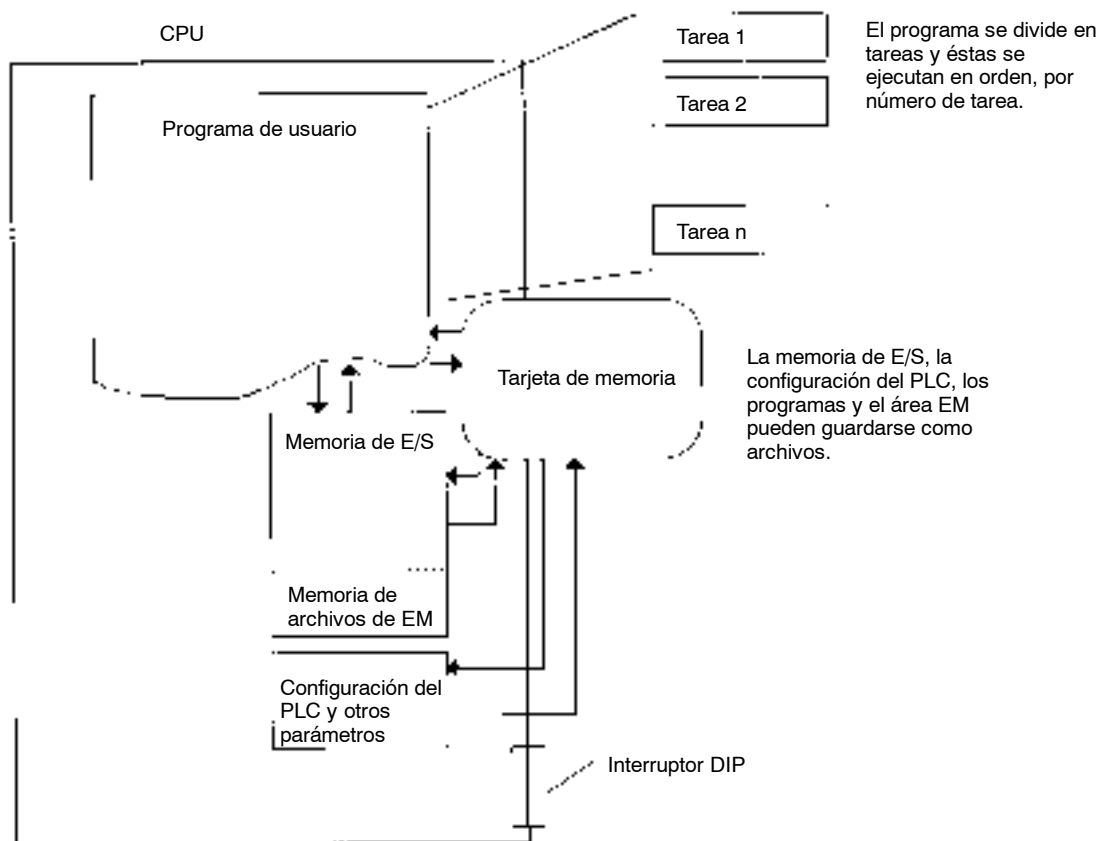 CPU
Tarea 1
El programa se divide en
tareas y éstas se
ejecutan en orden, por
número de tarea.
Tarea 2
Programa de usuario
Tarea n
Tarjeta de memoria
La memoria de E/S, la
configuración del PLC, los
programas y el área EM
pueden guardarse como
archivos.
Memoria de E/S
Memoria de
archivos de EM
Configuración del
PLC y otros
parámetros
Interruptor DIP